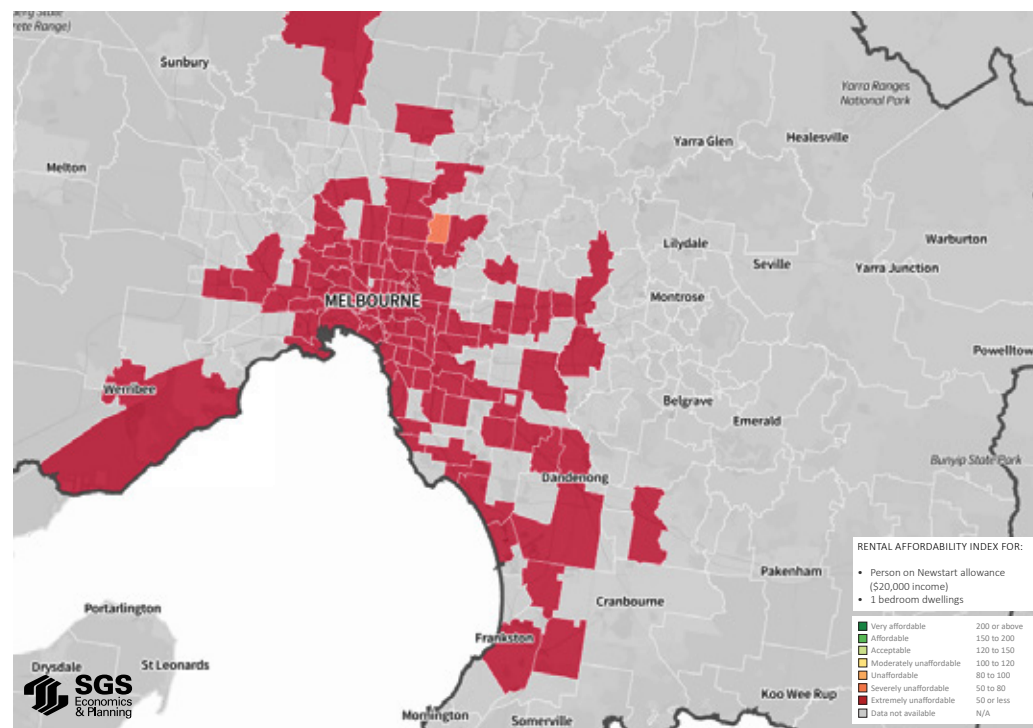 rete Range)
Sunbury
Yarra Ranges
National Park
Melton
Yarra Glen
Healesville
Lilydale
Warburton
Seville
Yarra Junction
Montrose
MELBOURNE
Powelltow
Werribee
Belgrave
Emerald
Bunyip State Park
Dandenong
RENTAL AFFORDABILITY INDEX FOR:
• Person on Newstart allowance
($20,000 income)
• 1 bedroom dwellings
Pakenham
Cranbourne
Portarlington
Frankston
Very affordable 200 or above
Affordable 150 to 200
Acceptable 120 to 150
Moderately unaffordable 100 to 120
Unaffordable 80 to 100
Severely unaffordable 50 to 80
Extremely unaffordable 50 or less
Data not available N/A
Drysdale
St Leonards
SGS
Economics
& Planning
Koo Wee Rup
Mornington
Somerville